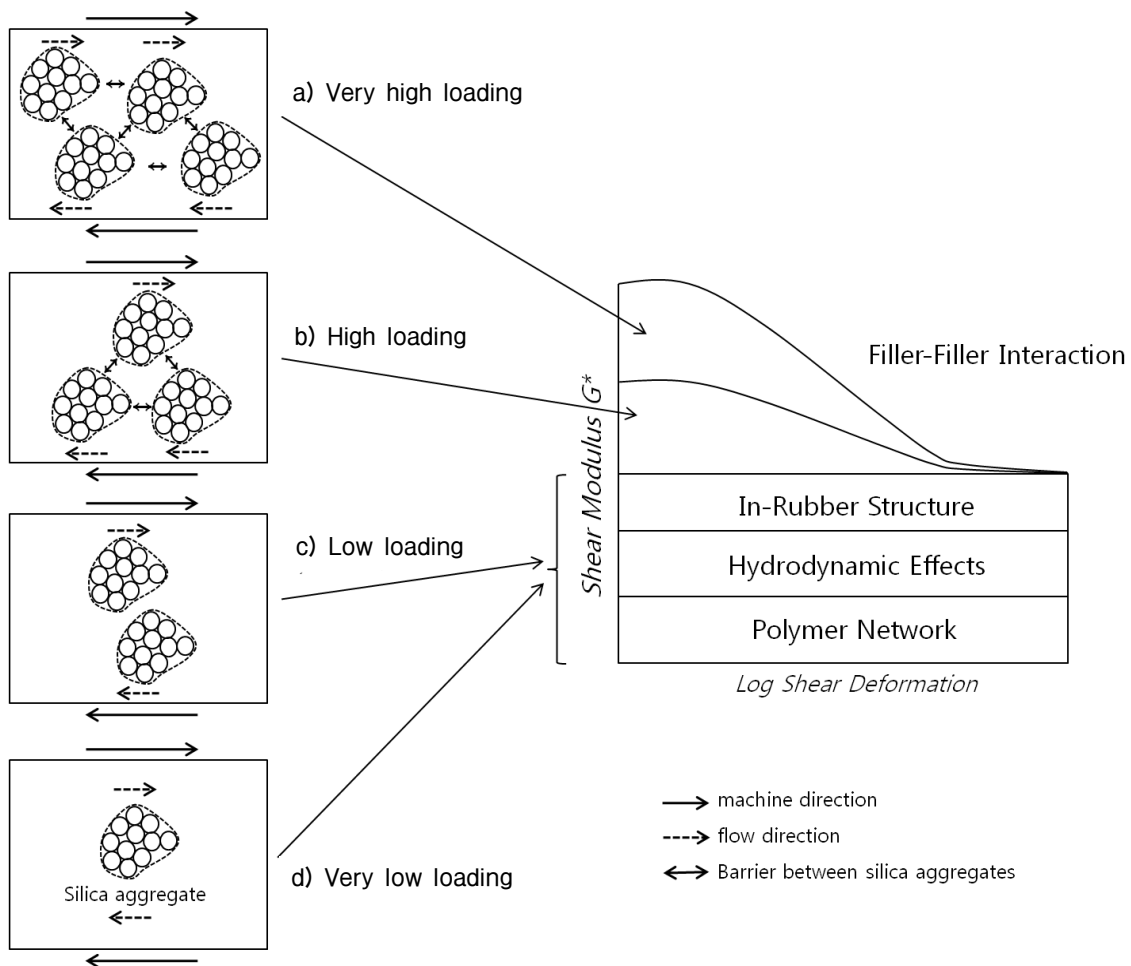 a) Very high loading
b) High loading
c) Low loading
d) Very low loading
Silica aggregate
Shear Modulus G*
Filler-Filler Interaction
In-Rubber Structure
Hydrodynamic Effects
Polymer Network
Log Shear Deformation
machine direction
flow direction
Barrier between silica aggregates